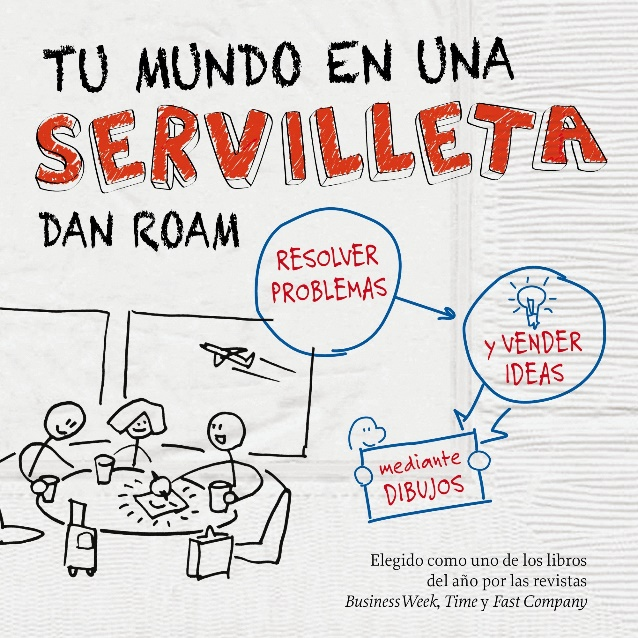 TU MUNDO EN UNA
SERVILLETA
DAN ROAM
RESOLVER
PROBLEMAS
y VENDER
IDEAS
mediante
DIBUJOS
Elegido como uno de los libros
del año por las revistas
BusinessWeek, Time y Fast Company